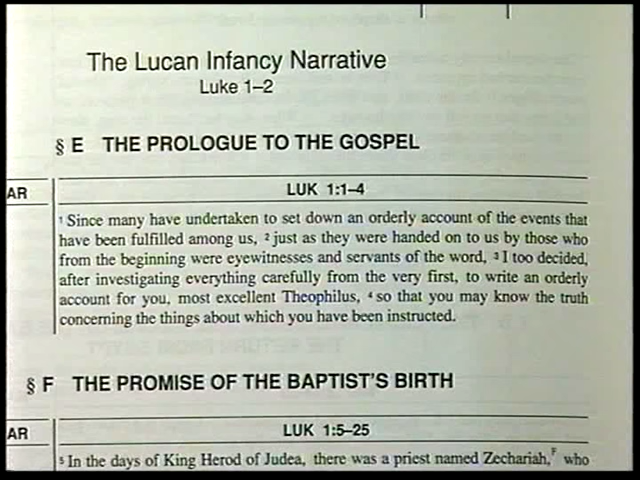 The Lucan Infancy Narrative
Luke 1–2
§ E THE PROLOGUE TO THE GOSPEL
AR LUK 1:1–4
¹ Since many have undertaken to set down an orderly account of the events that
have been fulfilled among us, ² just as they were handed on to us by those who
from the beginning were eyewitnesses and servants of the word, ³ I too decided,
after investigating everything carefully from the very first, to write an orderly
account for you, most excellent Theophilus, ⁴ so that you may know the truth
concerning the things about which you have been instructed.
§ F THE PROMISE OF THE BAPTIST'S BIRTH
AR LUK 1:5–25
⁵ In the days of King Herod of Judea, there was a priest named Zechariah,F who